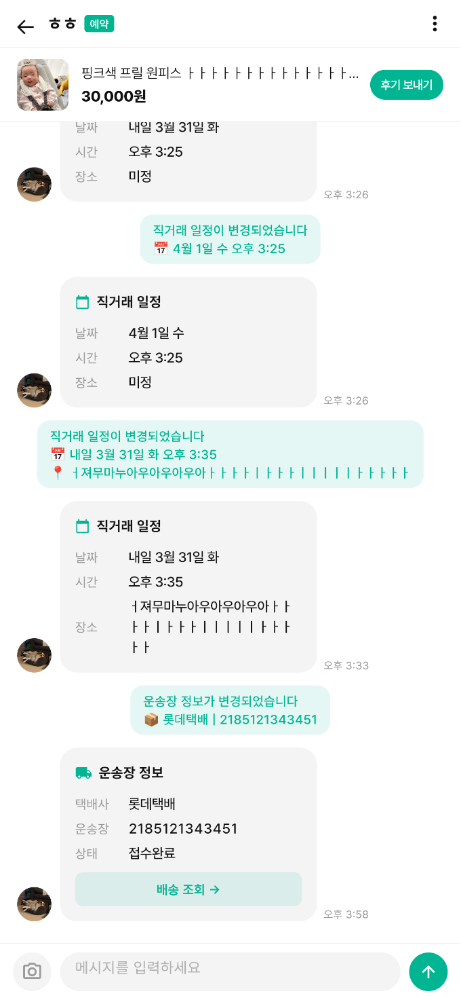 ㅎㅎ 예약
핑크색 프릴 원피스 ㅏㅏㅏㅏㅏㅏㅏㅏㅏㅏㅏㅏㅏㅏ...
30,000원
후기 보내기
날짜 내일 3월 31일 화
시간 오후 3:25
장소 미정
오후 3:26
직거래 일정이 변경되었습니다
📅 4월 1일 수 오후 3:25
직거래 일정
날짜 4월 1일 수
시간 오후 3:25
장소 미정
오후 3:26
직거래 일정이 변경되었습니다
📅 내일 3월 31일 화 오후 3:35
📍 ㅓ져무마누아우아우아우아ㅏㅏㅏㅏㅣㅏㅏㅏㅣㅣㅣㅣㅣㅏㅏㅏㅏㅏ
직거래 일정
날짜 내일 3월 31일 화
시간 오후 3:35
장소 ㅓ져무마누아우아우아우아ㅏㅏ
ㅏㅏㅣㅏㅏㅏㅣㅣㅣㅣㅣㅏㅏㅏ
ㅏㅏ
오후 3:33
운송장 정보가 변경되었습니다
📦 롯데택배 | 2185121343451
운송장 정보
택배사 롯데택배
운송장 2185121343451
상태 접수완료
배송 조회 →
오후 3:58
메시지를 입력하세요